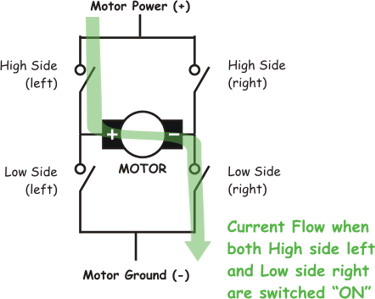 Motor Power (+)
High Side
(left)
High Side
(right)
+
−
MOTOR
Low Side
(left)
Low Side
(right)
Current Flow when
both High side left
and Low side right
are switched “ON”
Motor Ground (-)